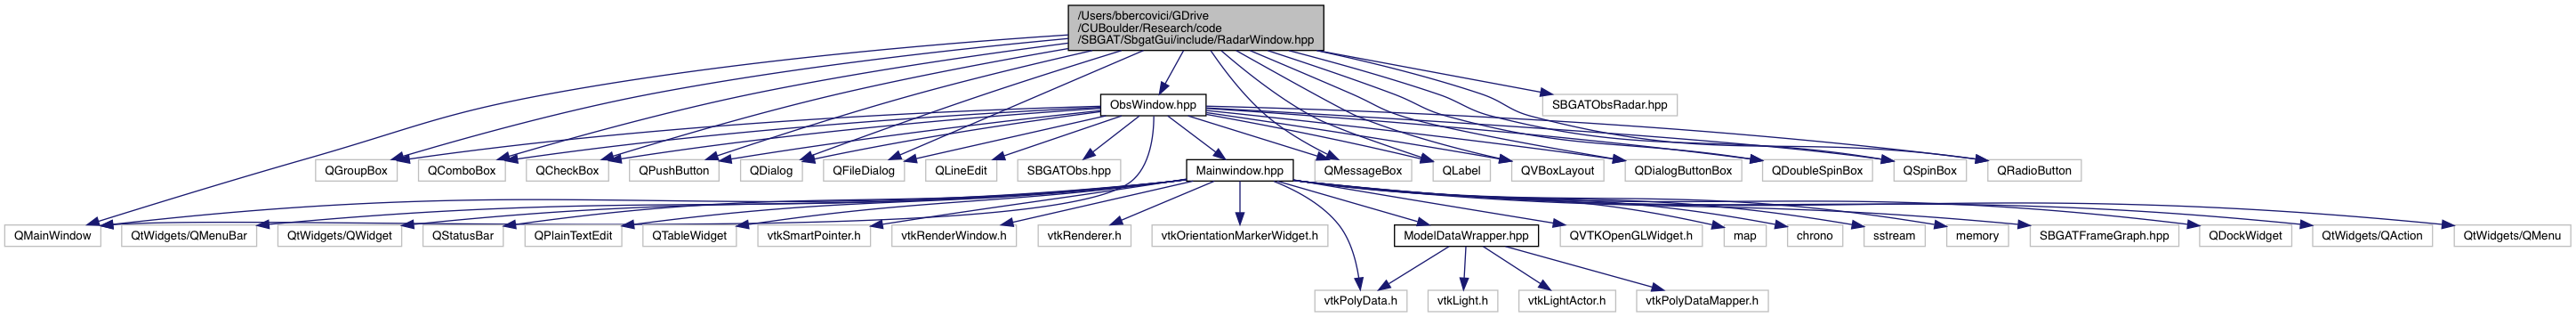 /Users/bbercovici/GDrive
/CUBoulder/Research/code
/SBGAT/SbgatGui/include/RadarWindow.hpp
ObsWindow.hpp
SBGATObsRadar.hpp
QGroupBox
QComboBox
QCheckBox
QPushButton
QDialog
QFileDialog
QLineEdit
SBGATObs.hpp
Mainwindow.hpp
QMessageBox
QLabel
QVBoxLayout
QDialogButtonBox
QDoubleSpinBox
QSpinBox
QRadioButton
QMainWindow
QtWidgets/QMenuBar
QtWidgets/QWidget
QStatusBar
QPlainTextEdit
QTableWidget
vtkSmartPointer.h
vtkRenderWindow.h
vtkRenderer.h
vtkOrientationMarkerWidget.h
ModelDataWrapper.hpp
QVTKOpenGLWidget.h
map
chrono
sstream
memory
SBGATFrameGraph.hpp
QDockWidget
QtWidgets/QAction
QtWidgets/QMenu
vtkPolyData.h
vtkLight.h
vtkLightActor.h
vtkPolyDataMapper.h